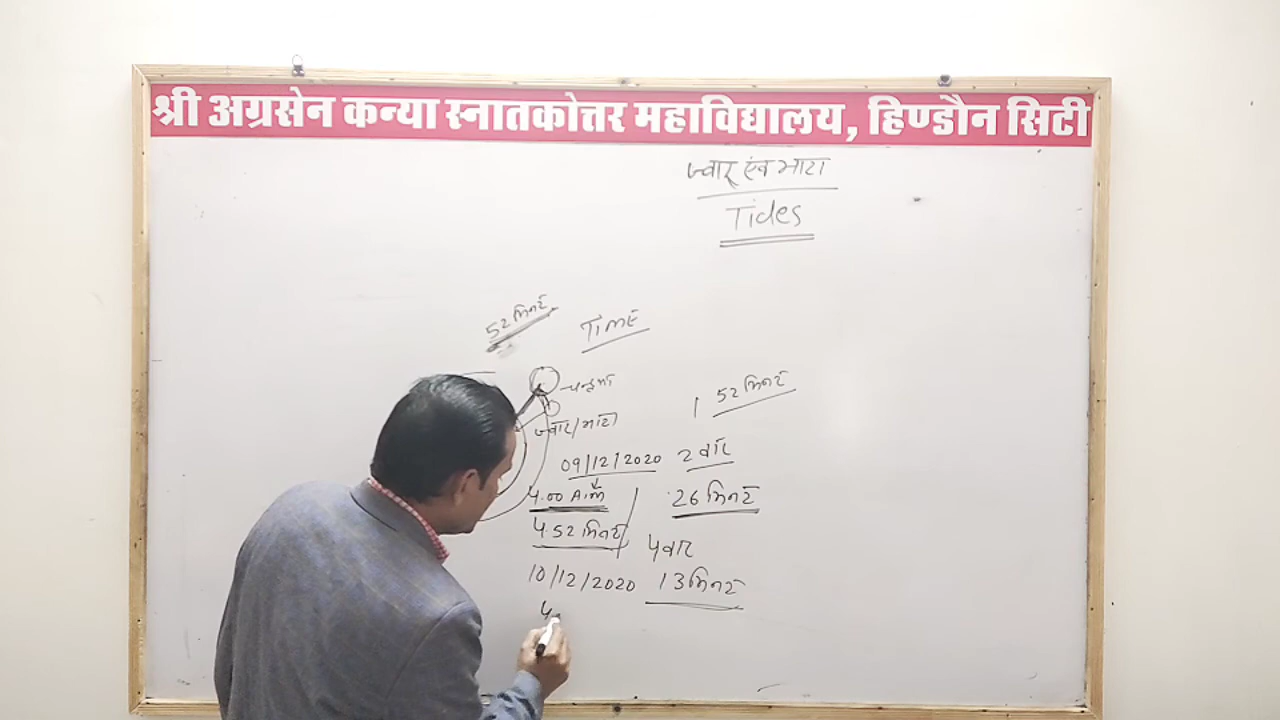 श्री अग्रसेन कन्या स्नातकोत्तर महाविद्यालय, हिण्डौन सिटी
ज्वार एंव भाटा
Tides
52 मिनट
TIME
चन्द्रमा
ज्वार/भाटा
1 52 मिनट
09/12/2020
2 वार
4.00 A.M
26 मिनट
4.52 मिनट
4 वार
10/12/2020
13 मिनट
4